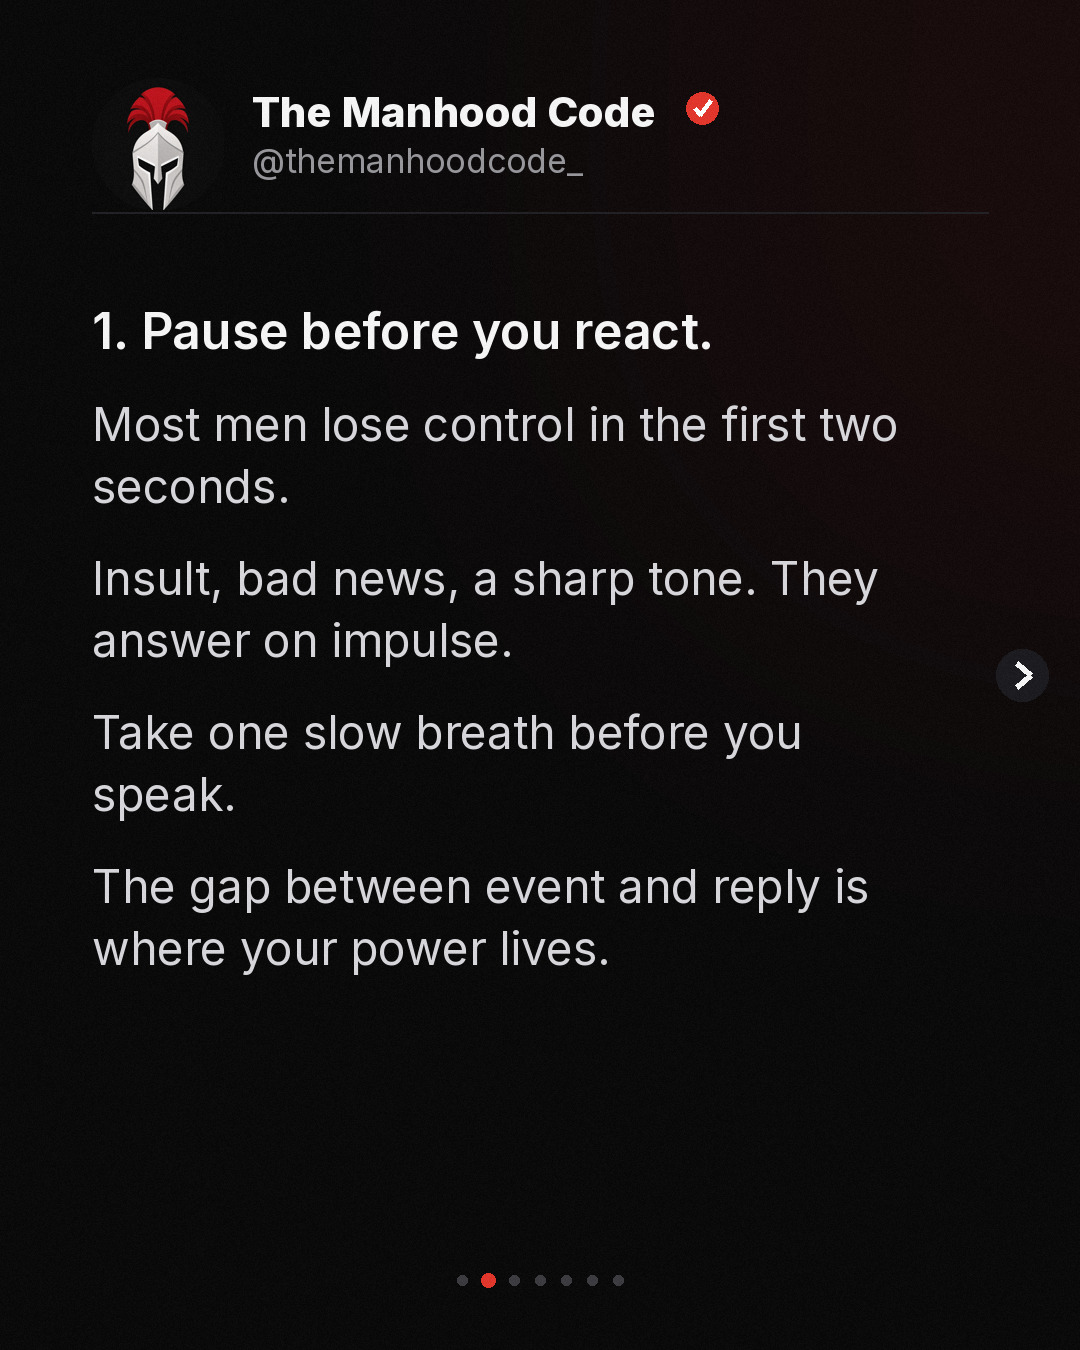 The Manhood Code
@themanhoodcode_
1. Pause before you react.
Most men lose control in the first two
seconds.
Insult, bad news, a sharp tone. They
answer on impulse.
Take one slow breath before you
speak.
The gap between event and reply is
where your power lives.